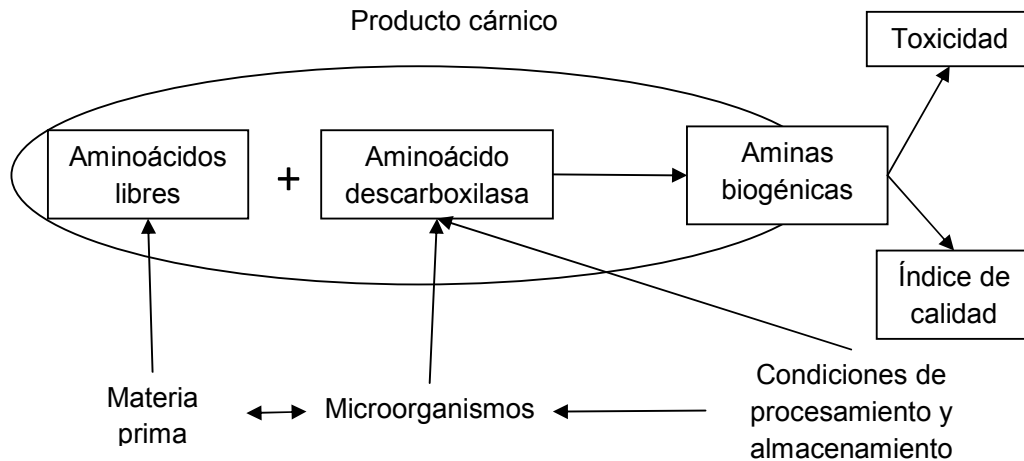 Producto cárnico
Toxicidad
Aminoácidos
libres
+
Aminoácido
descarboxilasa
Aminas
biogénicas
Índice de
calidad
Materia
prima
Microorganismos
Condiciones de
procesamiento y
almacenamiento